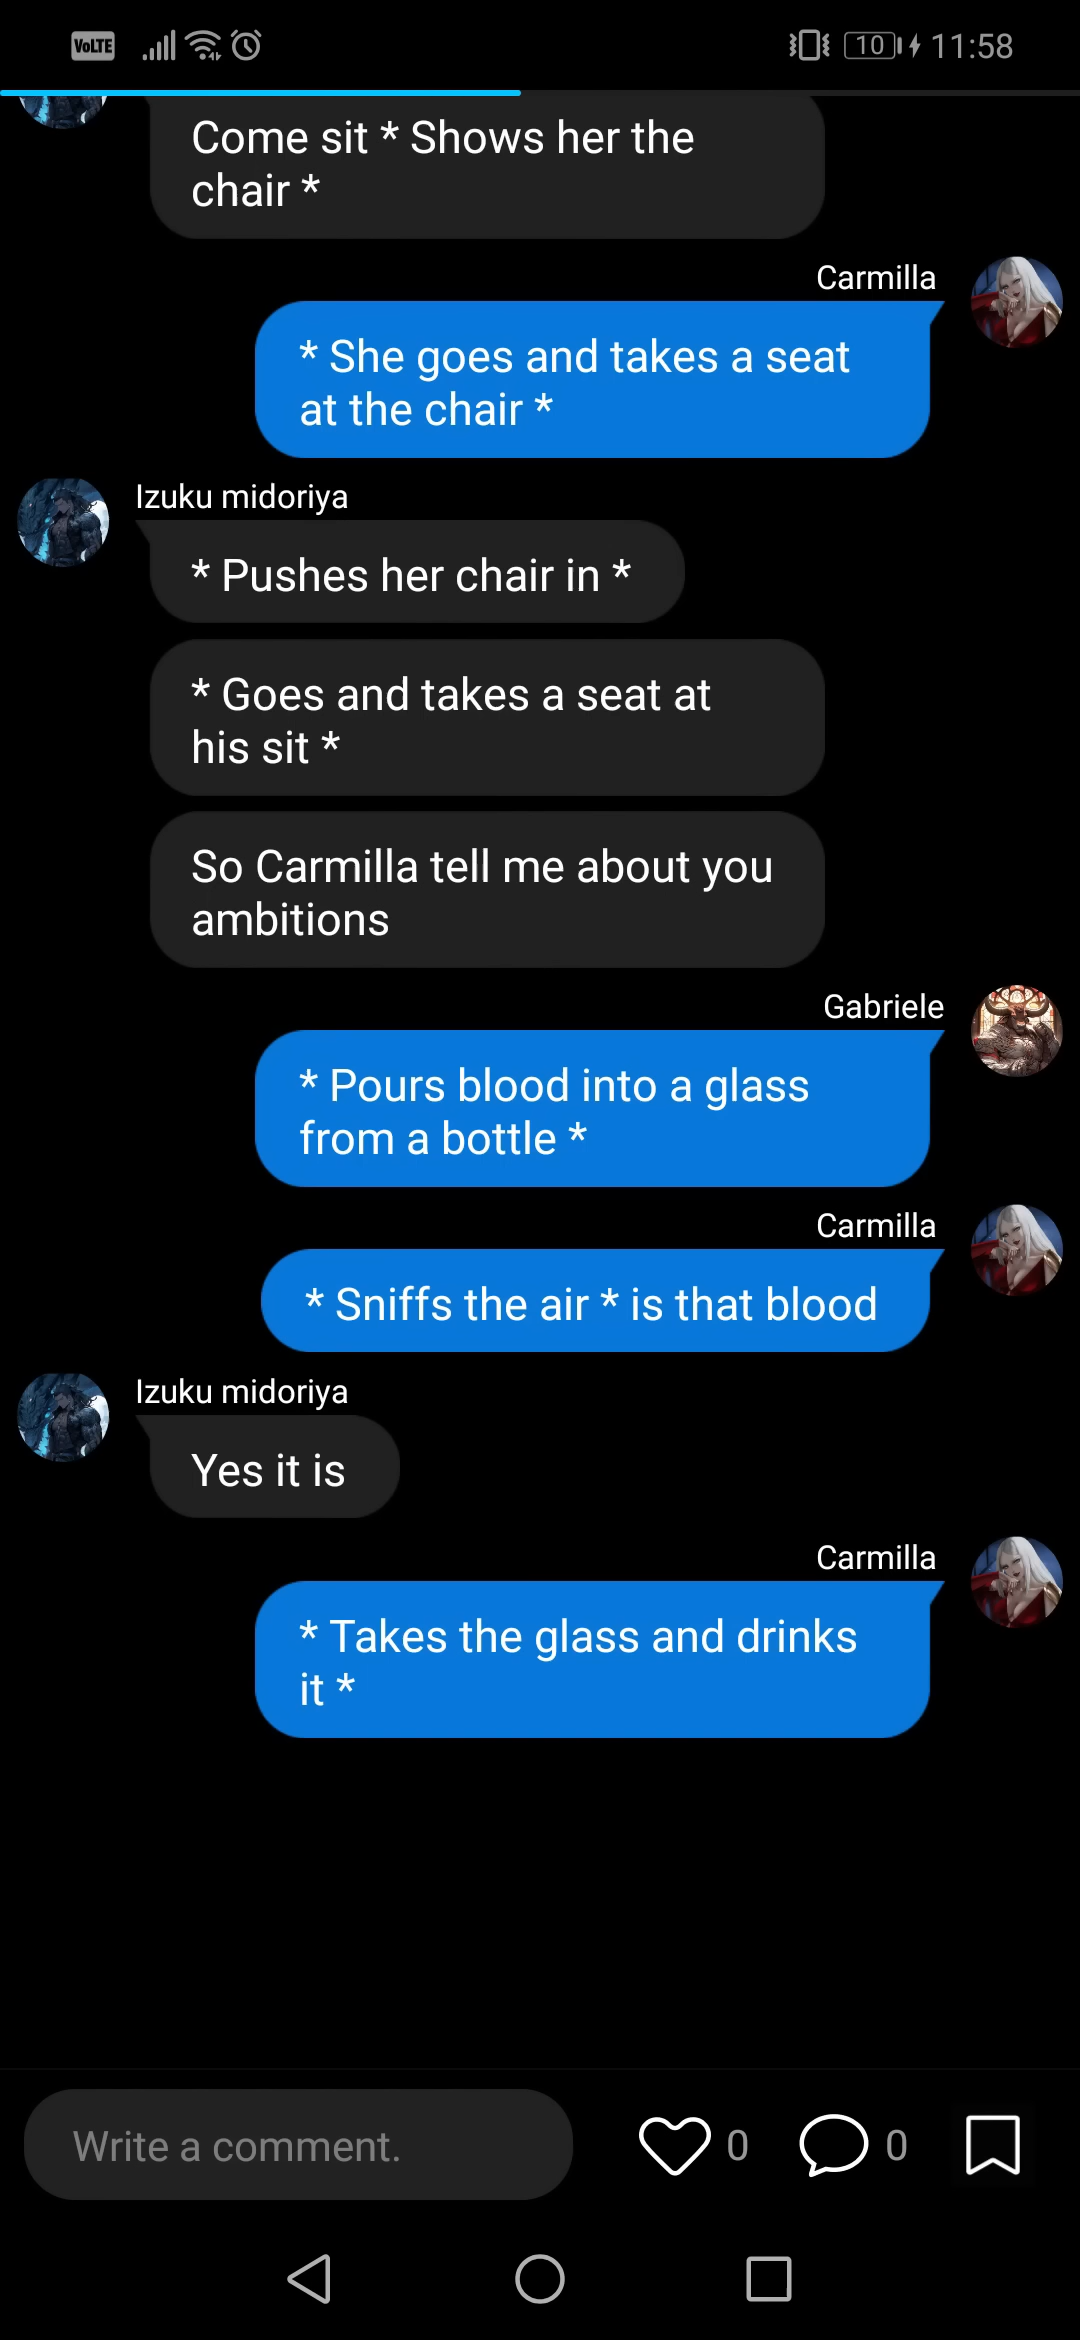 VoLTE 10 11:58
Come sit * Shows her the
chair *
Carmilla
* She goes and takes a seat
at the chair *
Izuku midoriya
* Pushes her chair in *
* Goes and takes a seat at
his sit *
So Carmilla tell me about you
ambitions
Gabriele
* Pours blood into a glass
from a bottle *
Carmilla
* Sniffs the air * is that blood
Izuku midoriya
Yes it is
Carmilla
* Takes the glass and drinks
it *
Write a comment. 0 0